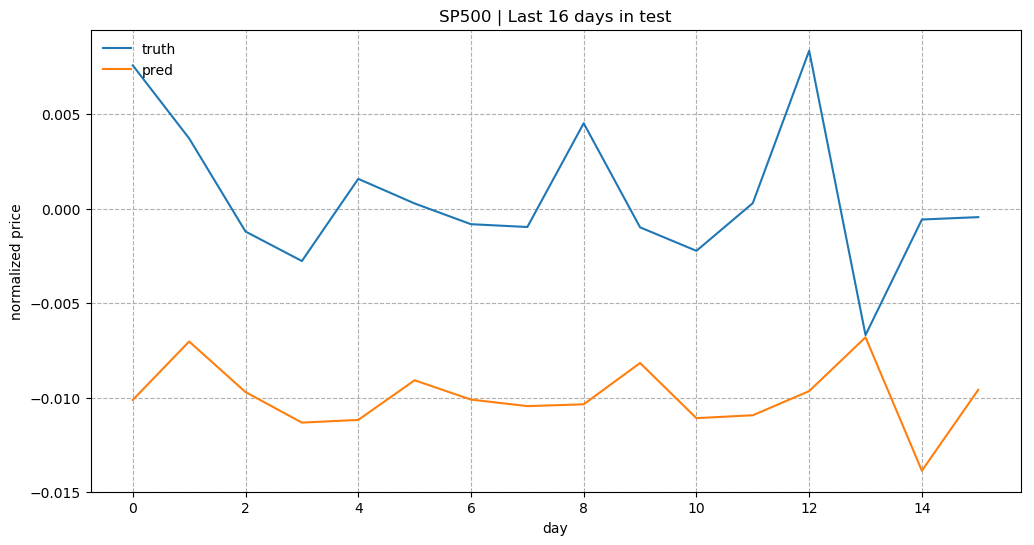 SP500 | Last 16 days in test
truth
pred
0.005
0.000
−0.005
−0.010
−0.015
normalized price
0 2 4 6 8 10 12 14
day